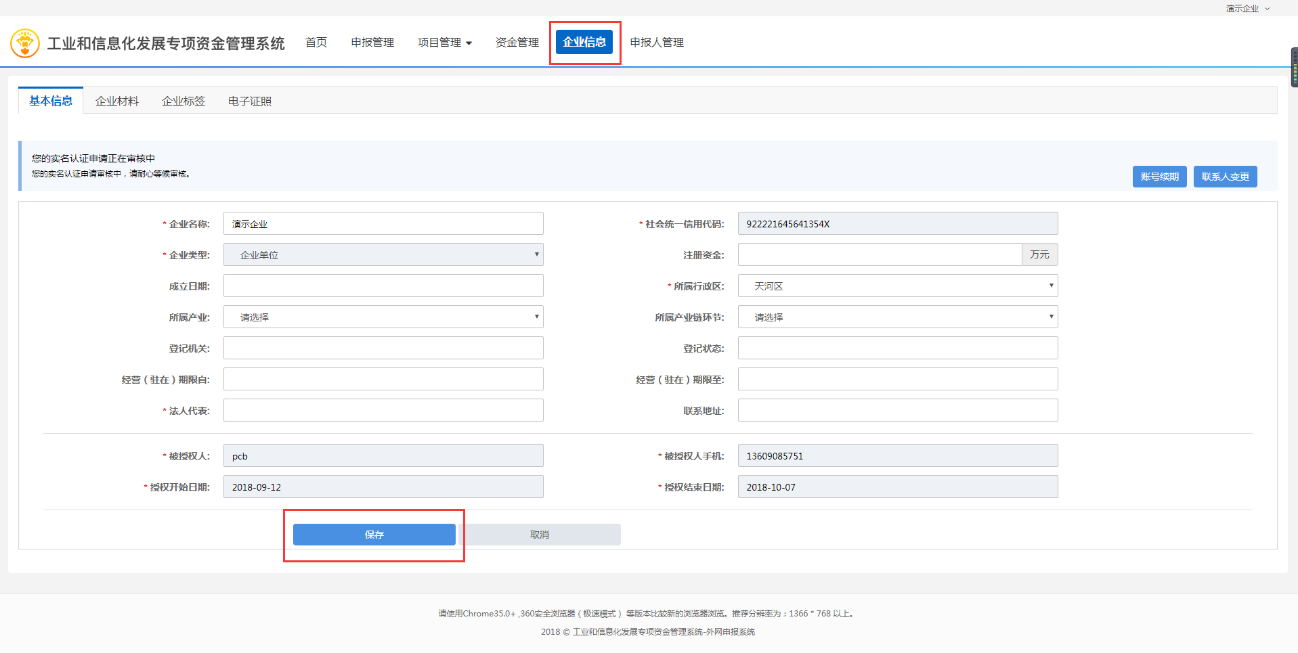 演示企业
工业和信息化发展专项资金管理系统 首页 申报管理 项目管理 资金管理 企业信息 申报人管理
基本信息 企业材料 企业标签 电子证照
您的实名认证申请正在审核中
您的实名认证申请审核中，请耐心等候审核。
账号续期 联系人变更
* 企业名称: 演示企业 * 社会统一信用代码: 922221645641354X
* 企业类型: 企业单位 注册资金: 万元
成立日期: * 所属行政区: 天河区
所属产业: 请选择 所属产业链环节: 请选择
登记机关: 登记状态:
经营（驻在）期限自: 经营（驻在）期限至:
* 法人代表: 联系地址:
* 被授权人: pcb * 被授权人手机: 13609085751
* 授权开始日期: 2018-09-12 * 授权结束日期: 2018-10-07
保存 取消
请使用Chrome35.0+ ,360安全浏览器（极速模式） 等版本比较新的浏览器浏览。推荐分辨率为：1366 * 768 以上。
2018 © 工业和信息化发展专项资金管理系统-外网申报系统